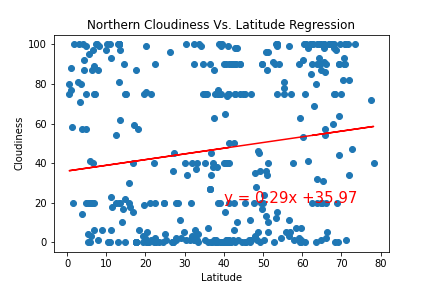 Northern Cloudiness Vs. Latitude Regression
100
80
60
40
20
0
Cloudiness
y = 0.29x +35.97
0 10 20 30 40 50 60 70 80
Latitude